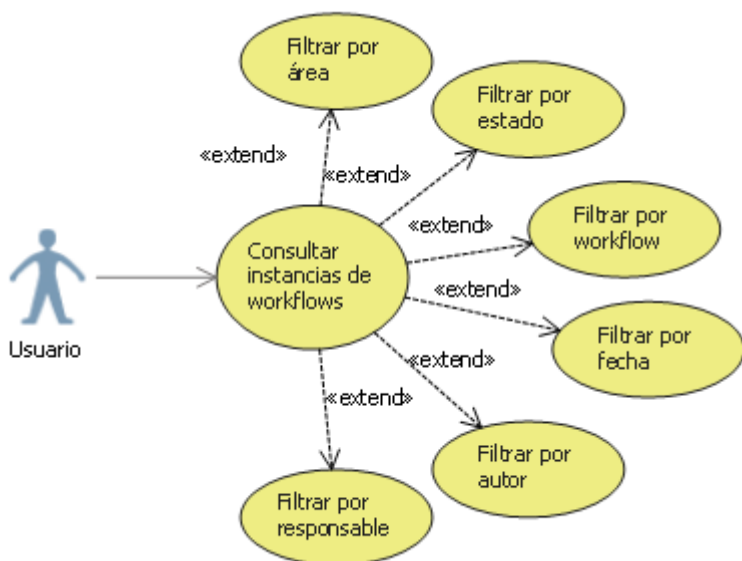 Filtrar por
área
Filtrar por
estado
«extend»
«extend»
Filtrar por
workflow
«extend»
Consultar
instancias de
workflows
«extend»
Usuario
Filtrar por
fecha
«extend»
«extend»
Filtrar por
autor
Filtrar por
responsable